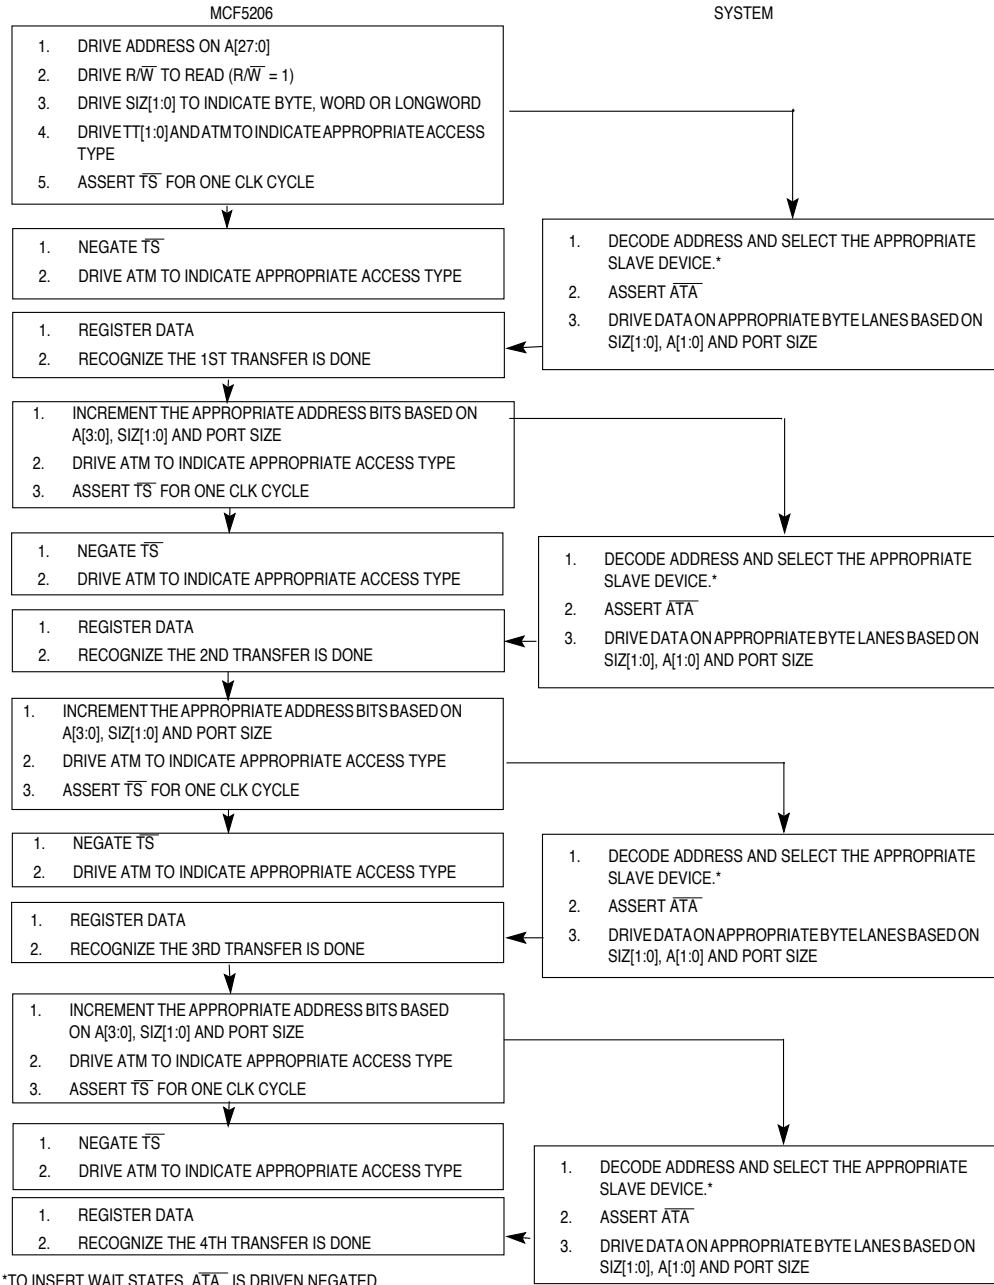 MCF5206
SYSTEM
1. DRIVE ADDRESS ON A[27:0]
2. DRIVE R/W̅ TO READ (R/W̅ = 1)
3. DRIVE SIZ[1:0] TO INDICATE BYTE, WORD OR LONGWORD
4. DRIVE TT[1:0] AND ATM TO INDICATE APPROPRIATE ACCESS
TYPE
5. ASSERT T̅S̅ FOR ONE CLK CYCLE
1. NEGATE T̅S̅
2. DRIVE ATM TO INDICATE APPROPRIATE ACCESS TYPE
1. DECODE ADDRESS AND SELECT THE APPROPRIATE
SLAVE DEVICE.*
2. ASSERT A̅T̅A̅
3. DRIVE DATA ON APPROPRIATE BYTE LANES BASED ON
SIZ[1:0], A[1:0] AND PORT SIZE
1. REGISTER DATA
2. RECOGNIZE THE 1ST TRANSFER IS DONE
1. INCREMENT THE APPROPRIATE ADDRESS BITS BASED ON
A[3:0], SIZ[1:0] AND PORT SIZE
2. DRIVE ATM TO INDICATE APPROPRIATE ACCESS TYPE
3. ASSERT T̅S̅ FOR ONE CLK CYCLE
1. NEGATE T̅S̅
2. DRIVE ATM TO INDICATE APPROPRIATE ACCESS TYPE
1. DECODE ADDRESS AND SELECT THE APPROPRIATE
SLAVE DEVICE.*
2. ASSERT A̅T̅A̅
3. DRIVE DATA ON APPROPRIATE BYTE LANES BASED ON
SIZ[1:0], A[1:0] AND PORT SIZE
1. REGISTER DATA
2. RECOGNIZE THE 2ND TRANSFER IS DONE
1. INCREMENT THE APPROPRIATE ADDRESS BITS BASED ON
A[3:0], SIZ[1:0] AND PORT SIZE
2. DRIVE ATM TO INDICATE APPROPRIATE ACCESS TYPE
3. ASSERT T̅S̅ FOR ONE CLK CYCLE
1. NEGATE T̅S̅
2. DRIVE ATM TO INDICATE APPROPRIATE ACCESS TYPE
1. DECODE ADDRESS AND SELECT THE APPROPRIATE
SLAVE DEVICE.*
2. ASSERT A̅T̅A̅
3. DRIVE DATA ON APPROPRIATE BYTE LANES BASED ON
SIZ[1:0], A[1:0] AND PORT SIZE
1. REGISTER DATA
2. RECOGNIZE THE 3RD TRANSFER IS DONE
1. INCREMENT THE APPROPRIATE ADDRESS BITS BASED
ON A[3:0], SIZ[1:0] AND PORT SIZE
2. DRIVE ATM TO INDICATE APPROPRIATE ACCESS TYPE
3. ASSERT T̅S̅ FOR ONE CLK CYCLE
1. NEGATE T̅S̅
2. DRIVE ATM TO INDICATE APPROPRIATE ACCESS TYPE
1. DECODE ADDRESS AND SELECT THE APPROPRIATE
SLAVE DEVICE.*
2. ASSERT A̅T̅A̅
3. DRIVE DATA ON APPROPRIATE BYTE LANES BASED ON
SIZ[1:0], A[1:0] AND PORT SIZE
1. REGISTER DATA
2. RECOGNIZE THE 4TH TRANSFER IS DONE
*TO INSERT WAIT STATES, A̅T̅A̅ IS DRIVEN NEGATED